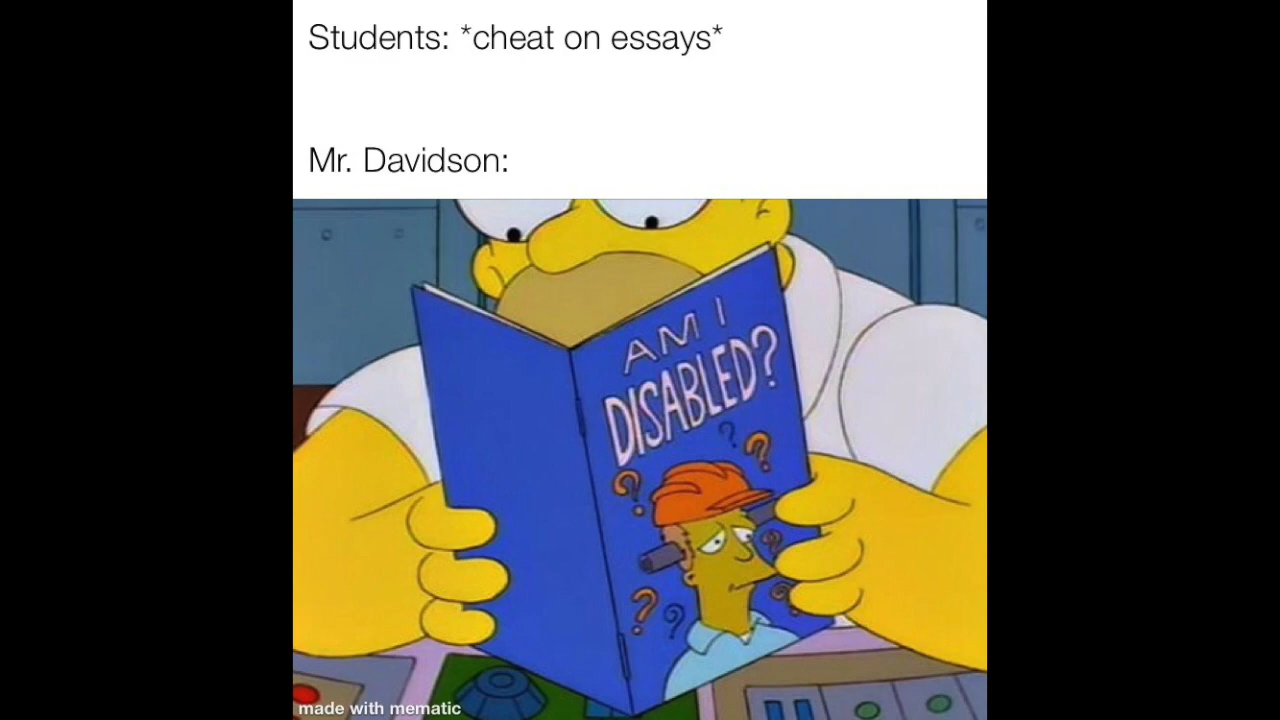 Students: *cheat on essays*
Mr. Davidson:
AM I
DISABLED?
made with mematic